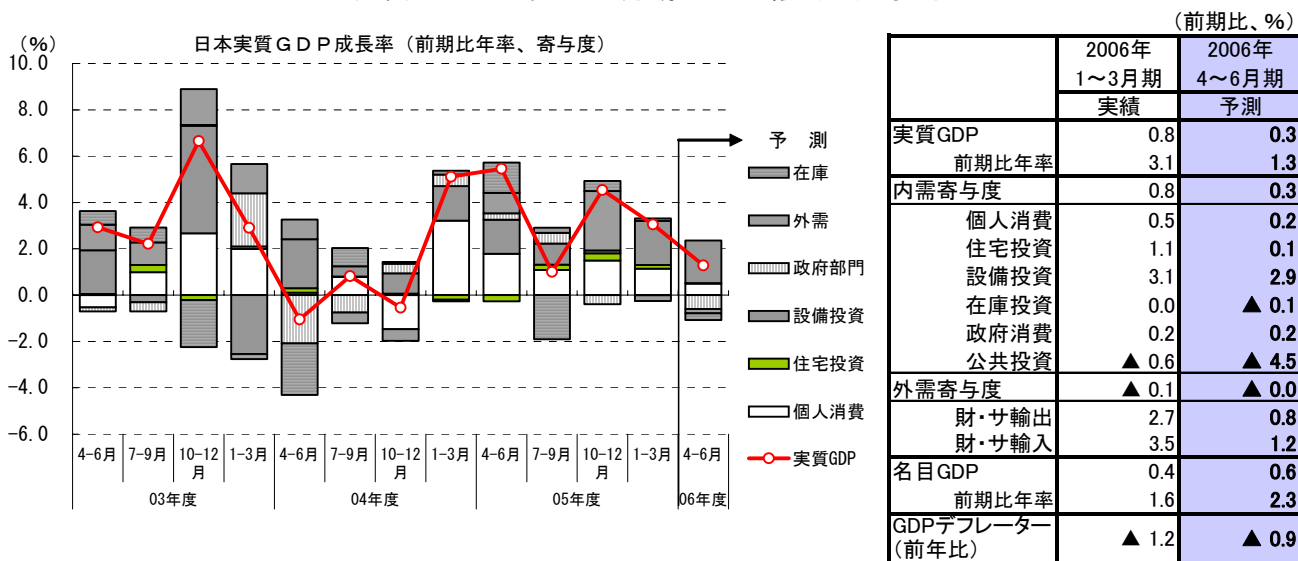 (%)
日本実質GDP成長率（前期比年率、寄与度）
10.0
8.0
6.0
4.0
2.0
0.0
-2.0
-4.0
-6.0
4-6月 7-9月 10-12月 1-3月 4-6月 7-9月 10-12月 1-3月 4-6月 7-9月 10-12月 1-3月 4-6月
03年度 04年度 05年度 06年度
予 測
在庫
外需
政府部門
設備投資
住宅投資
個人消費
実質GDP
(前期比、%)
2006年 2006年
1～3月期 4～6月期
実績 予測
実質GDP 0.8 0.3
前期比年率 3.1 1.3
内需寄与度 0.8 0.3
個人消費 0.5 0.2
住宅投資 1.1 0.1
設備投資 3.1 2.9
在庫投資 0.0 ▲ 0.1
政府消費 0.2 0.2
公共投資 ▲ 0.6 ▲ 4.5
外需寄与度 ▲ 0.1 ▲ 0.0
財・サ輸出 2.7 0.8
財・サ輸入 3.5 1.2
名目GDP 0.4 0.6
前期比年率 1.6 2.3
GDPデフレーター
(前年比) ▲ 1.2 ▲ 0.9